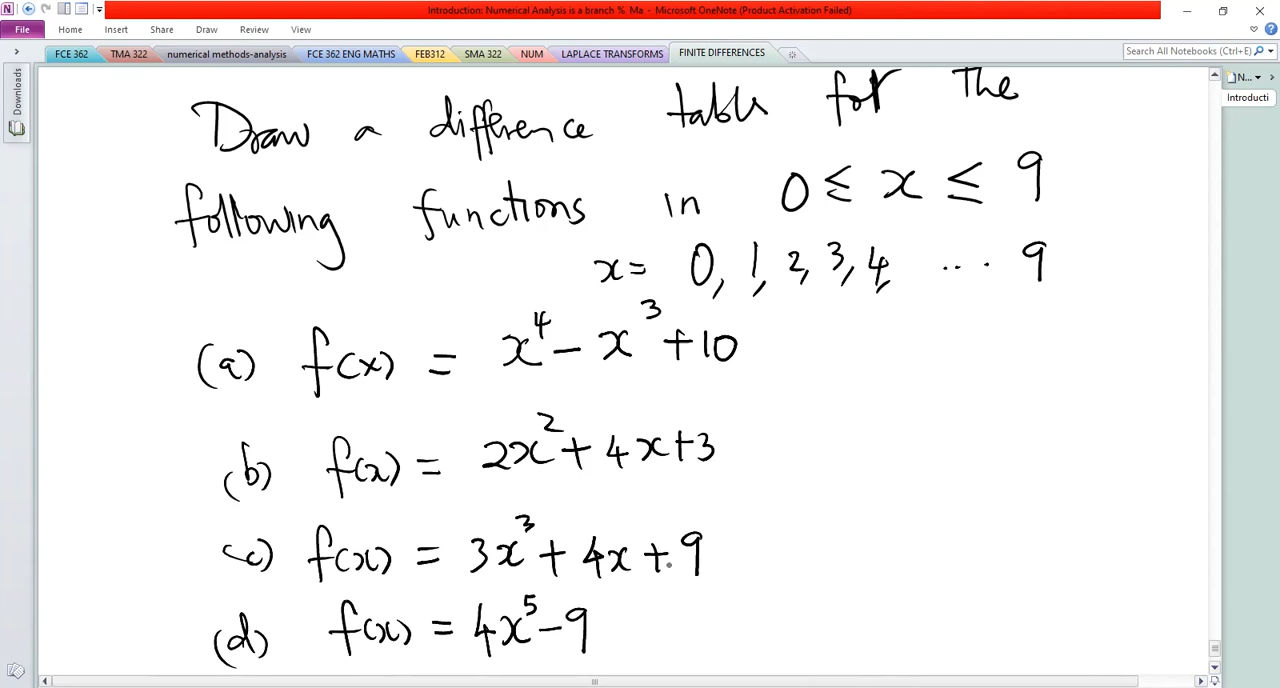 Introduction: Numerical Analysis is a branch %. Ma - Microsoft OneNote (Product Activation Failed)
File Home Insert Share Draw Review View
FCE 362 TMA 322 numerical methods-analysis FCE 362 ENG MATHS FEB312 SMA 322 NUM LAPLACE TRANSFORMS FINITE DIFFERENCES Search All Notebooks (Ctrl+E)
Downloads
N...
Introducti
Draw a difference table for the
following functions in 0 ≤ x ≤ 9
x = 0, 1, 2, 3, 4, ... 9
(a) f(x) = x⁴ - x³ + 10
(b) f(x) = 2x² + 4x + 3
(c) f(x) = 3x³ + 4x + 9
(d) f(x) = 4x⁵ - 9